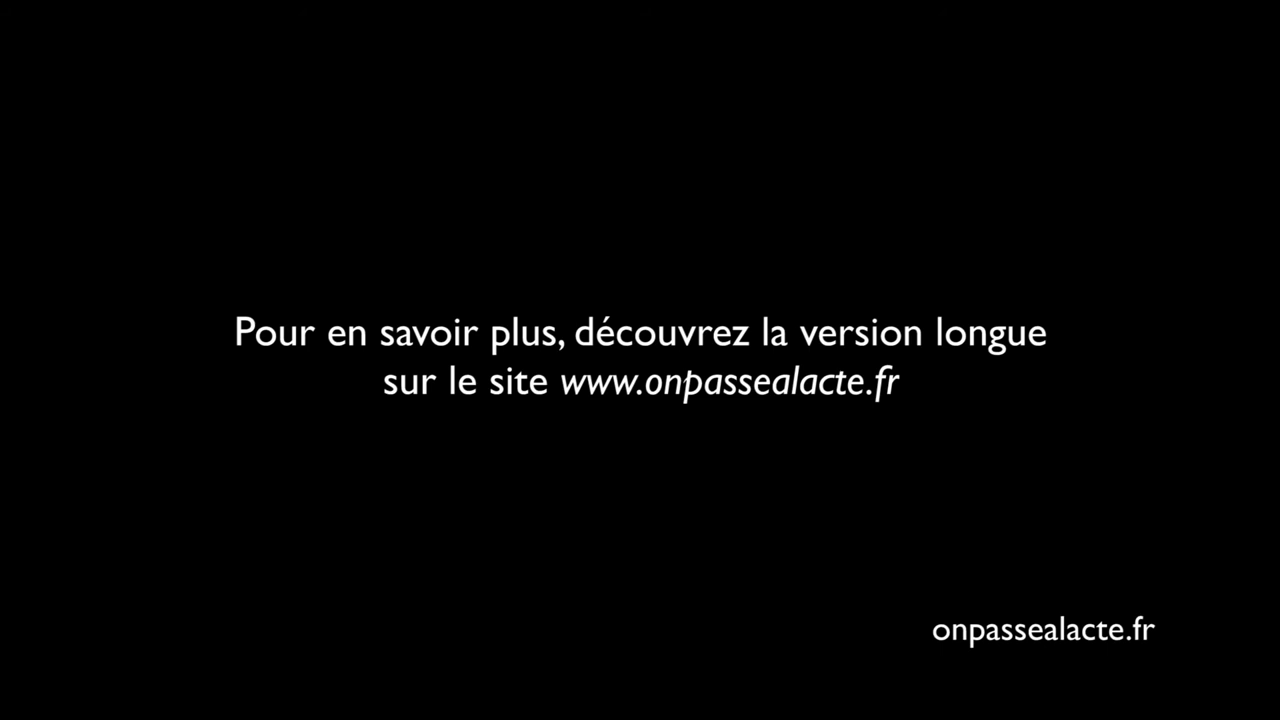 Pour en savoir plus, découvrez la version longue
sur le site www.onpassealacte.fr
onpassealacte.fr